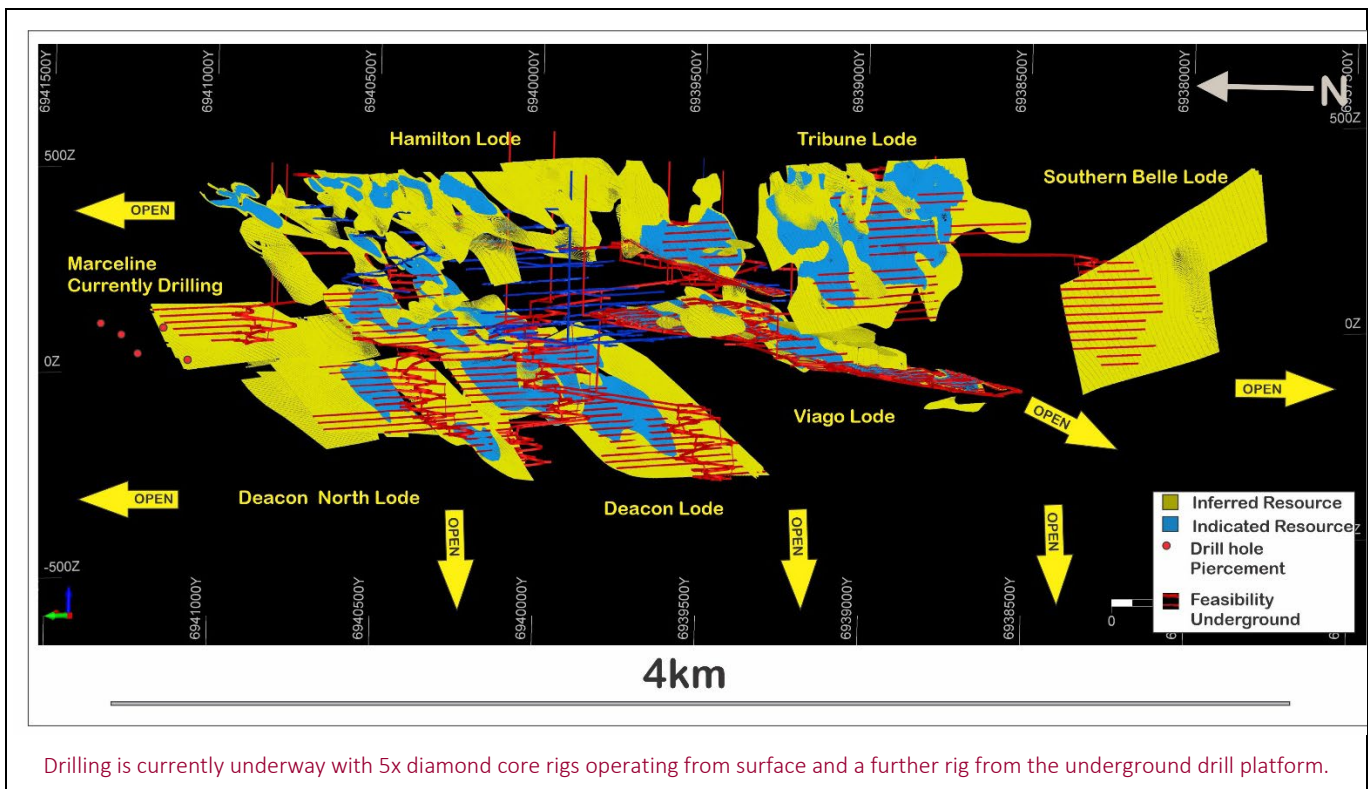 6941500Y
6941000Y
6940500Y
6940000Y
6939500Y
6939000Y
6938500Y
6938000Y
N
500Z
500Z
Hamilton Lode
Tribune Lode
Southern Belle Lode
OPEN
Marceline
Currently Drilling
0Z
0Z
OPEN
Viago Lode
OPEN
Deacon North Lode
Deacon Lode
OPEN
OPEN
OPEN
OPEN
Inferred Resource
Indicated Resource
Drill hole
Piercement
Feasibility
Underground
-500Z
6941000Y
6940500Y
6940000Y
6939500Y
6939000Y
6938500Y
0
4km
Drilling is currently underway with 5x diamond core rigs operating from surface and a further rig from the underground drill platform.